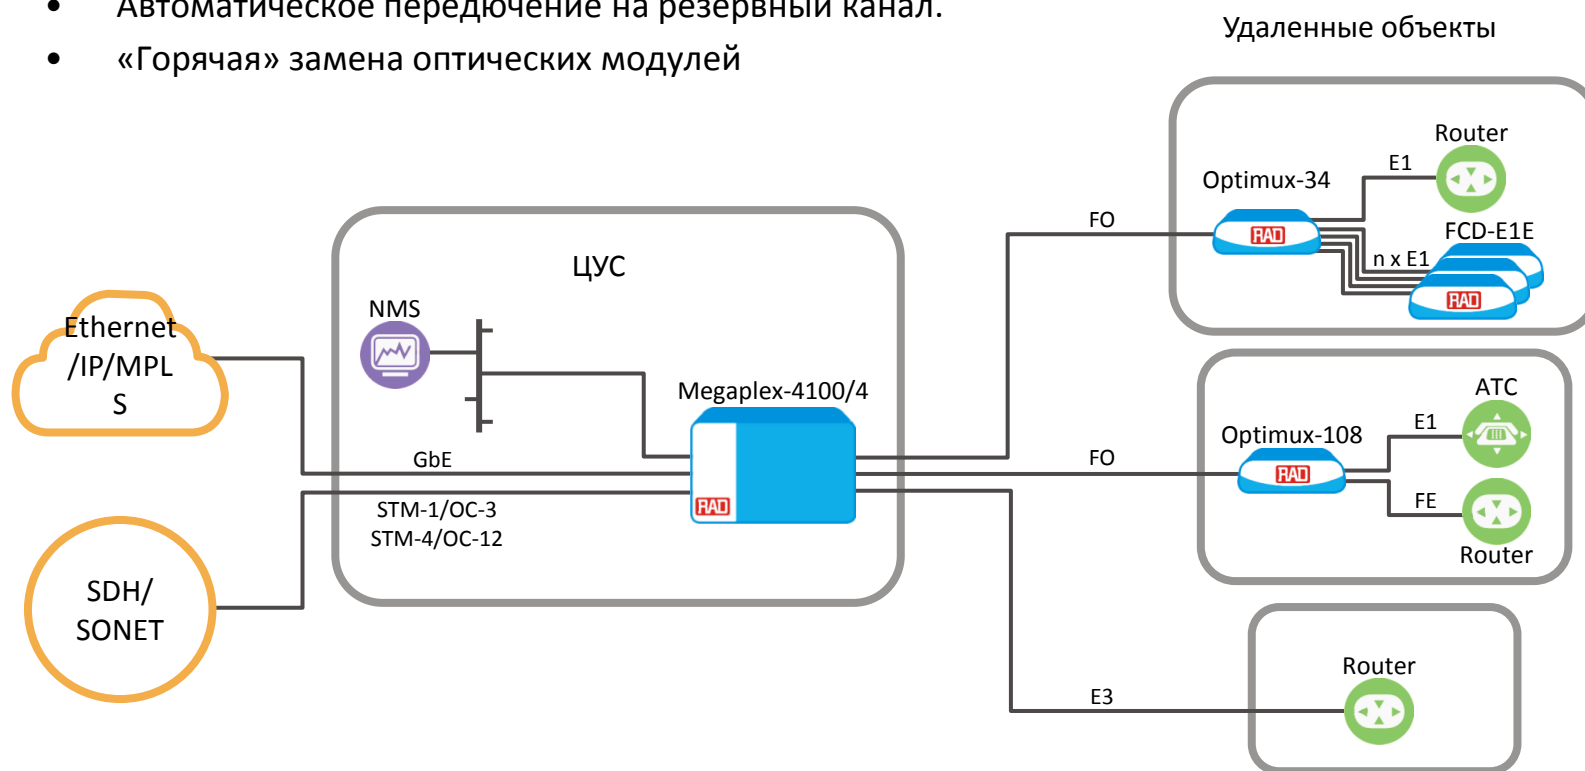 • Автоматическое передючение на резервный канал.
• «Горячая» замена оптических модулей
Удаленные объекты
Router
E1
Optimux-34
FO
RAD
FCD-E1E
n x E1
RAD
ЦУС
NMS
Ethernet
/IP/MPL
S
Megaplex-4100/4
RAD
GbE
STM-1/OC-3
STM-4/OC-12
SDH/
SONET
ATC
E1
Optimux-108
FO
RAD
FE
Router
Router
E3